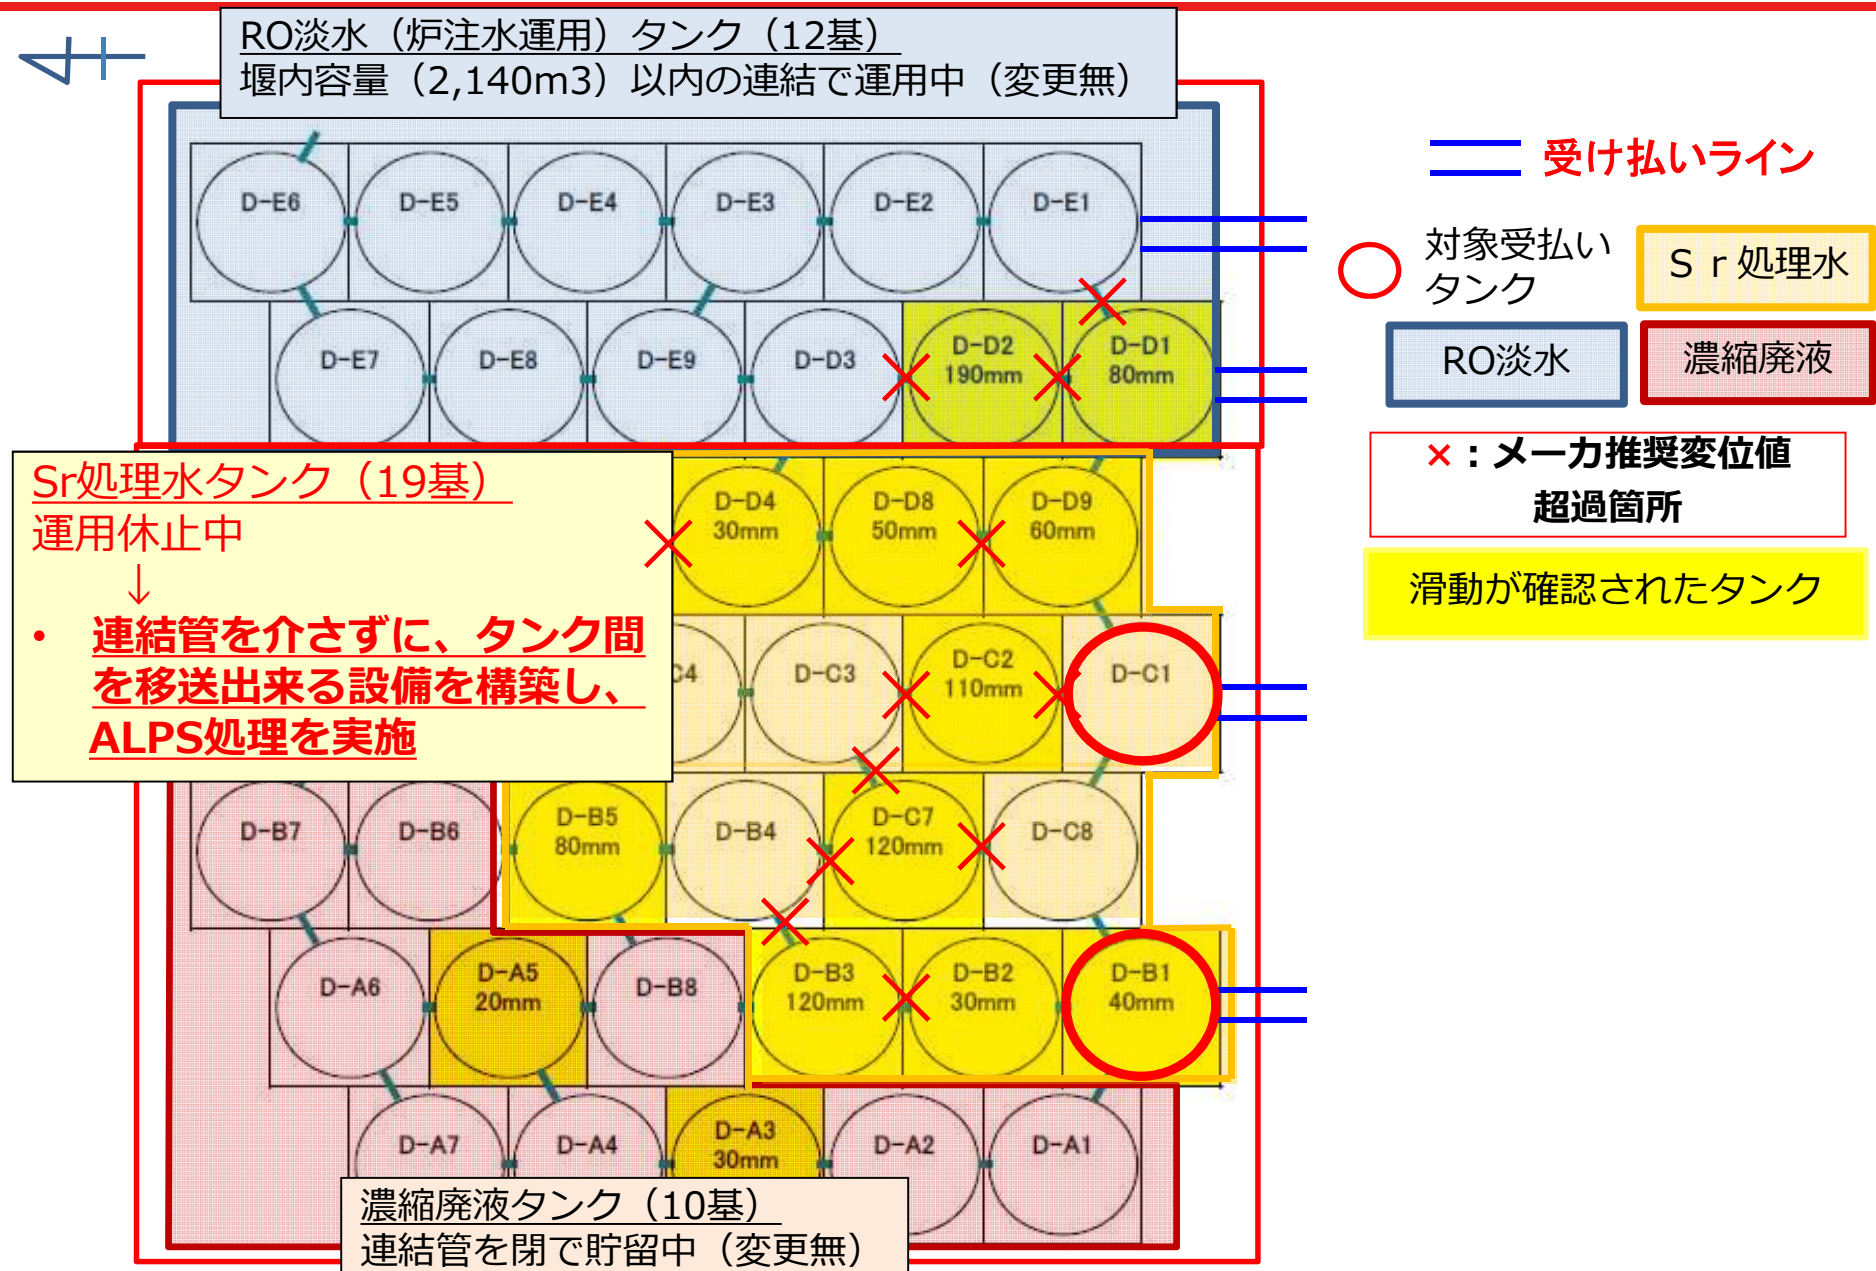 RO淡水（炉注水運用）タンク（12基）
堰内容量（2,140m3）以内の連結で運用中（変更無）
D-E6
D-E5
D-E4
D-E3
D-E2
D-E1
D-E7
D-E8
D-E9
D-D3
D-D2
190mm
D-D1
80mm
受け払いライン
対象受払い
タンク
Ｓｒ処理水
RO淡水
濃縮廃液
×：メーカ推奨変位値
超過箇所
滑動が確認されたタンク
Sr処理水タンク（19基）
運用休止中
↓
• 連結管を介さずに、タンク間
を移送出来る設備を構築し、
ALPS処理を実施
D-D4
30mm
D-D8
50mm
D-D9
60mm
C4
D-C3
D-C2
110mm
D-C1
D-B7
D-B6
D-B5
80mm
D-B4
D-C7
120mm
D-C8
D-A6
D-A5
20mm
D-B8
D-B3
120mm
D-B2
30mm
D-B1
40mm
D-A7
D-A4
D-A3
30mm
D-A2
D-A1
濃縮廃液タンク（10基）
連結管を閉で貯留中（変更無）